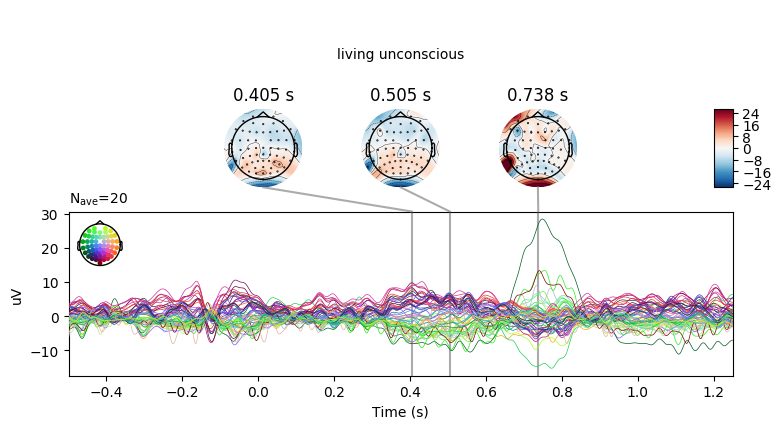 living unconscious
0.405 s
0.505 s
0.738 s
24
16
8
0
−8
−16
−24
Nave=20
30
20
10
0
−10
uV
−0.4 −0.2 0.0 0.2 0.4 0.6 0.8 1.0 1.2
Time (s)